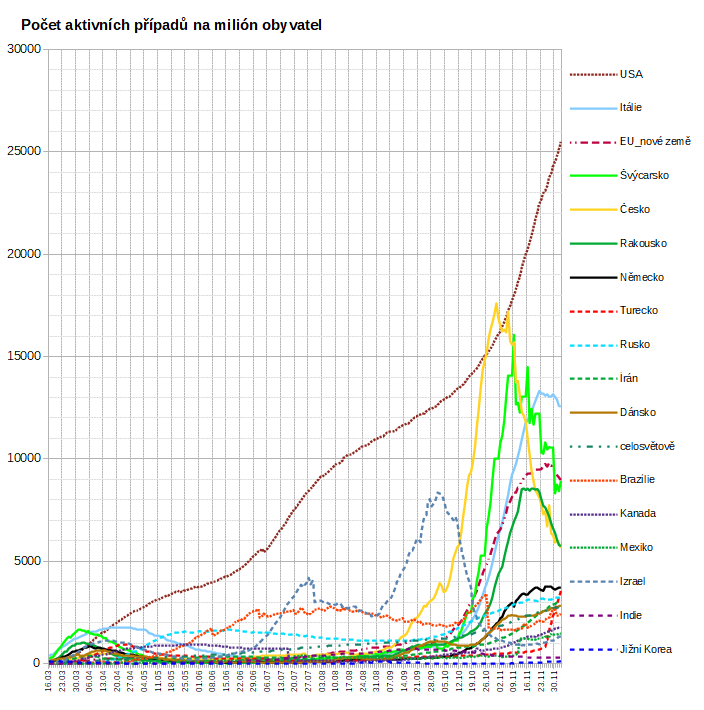 Počet aktivních případů na milión obyvatel
30000
25000
20000
15000
10000
5000
0
16.03
23.03
30.03
06.04
13.04
20.04
27.04
04.05
11.05
18.05
25.05
01.06
08.06
15.06
22.06
29.06
06.07
13.07
20.07
27.07
03.08
10.08
17.08
24.08
31.08
07.09
14.09
21.09
28.09
05.10
12.10
19.10
26.10
02.11
09.11
16.11
23.11
30.11
USA
Itálie
EU_nové země
Švýcarsko
Česko
Rakousko
Německo
Turecko
Rusko
Írán
Dánsko
celosvětově
Brazílie
Kanada
Mexiko
Izrael
Indie
Jižní Korea